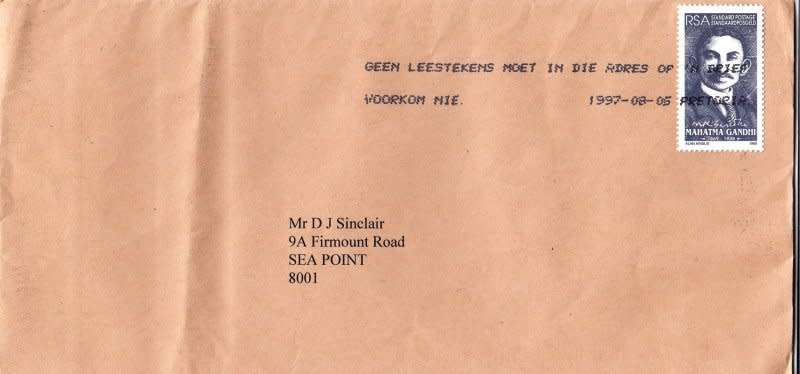 RSA STANDARD POSTAGE
STANDAARDPOSGELD
GEEN LEESTEKENS MOET IN DIE ADRES OP 'N BRIEF
VOORKOM NIE. 1997-08-05 PRETORIA
MAHATMA GANDHI
Mr D J Sinclair
9A Firmount Road
SEA POINT
8001